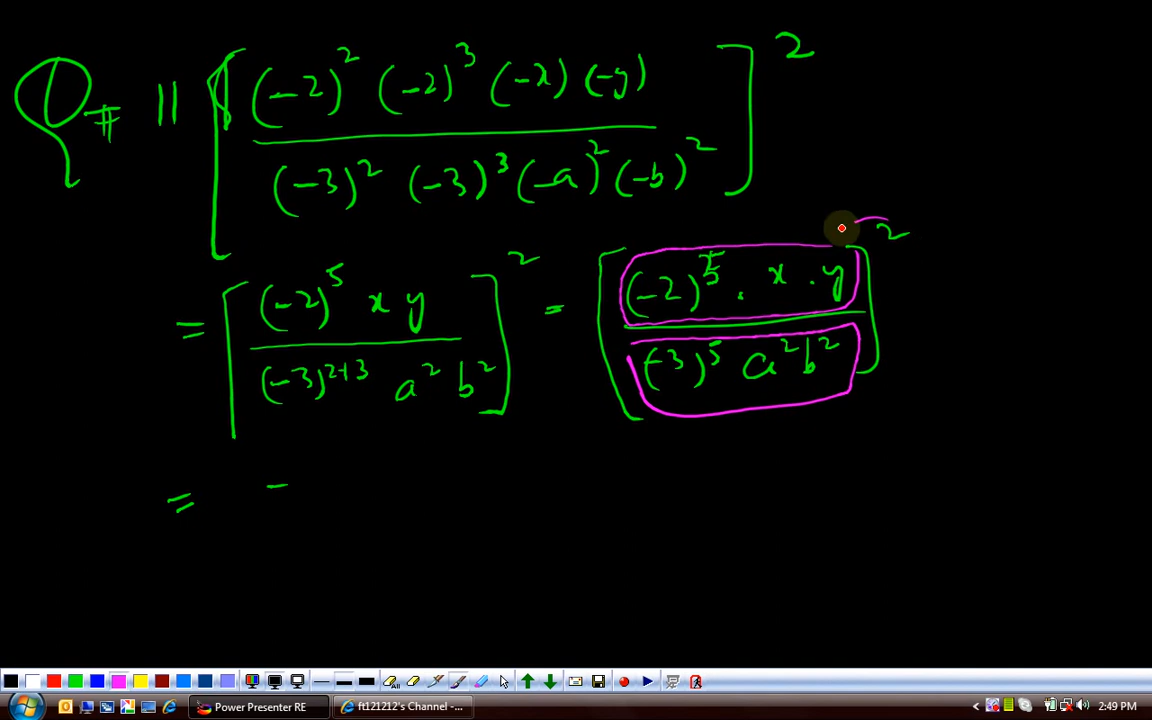 Q# 11 [ (-2)^2 (-2)^3 (-x) (-y) / (-3)^2 (-3)^3 (-a)^2 (-b)^2 ]^2
= [ (-2)^5 x y / (-3)^{2+3} a^2 b^2 ]^2 = [ (-2)^5 . x . y / (-3)^5 a^2 b^2 ]^2
= -
Power Presenter RE
ft121212's Channel - ...
2:49 PM